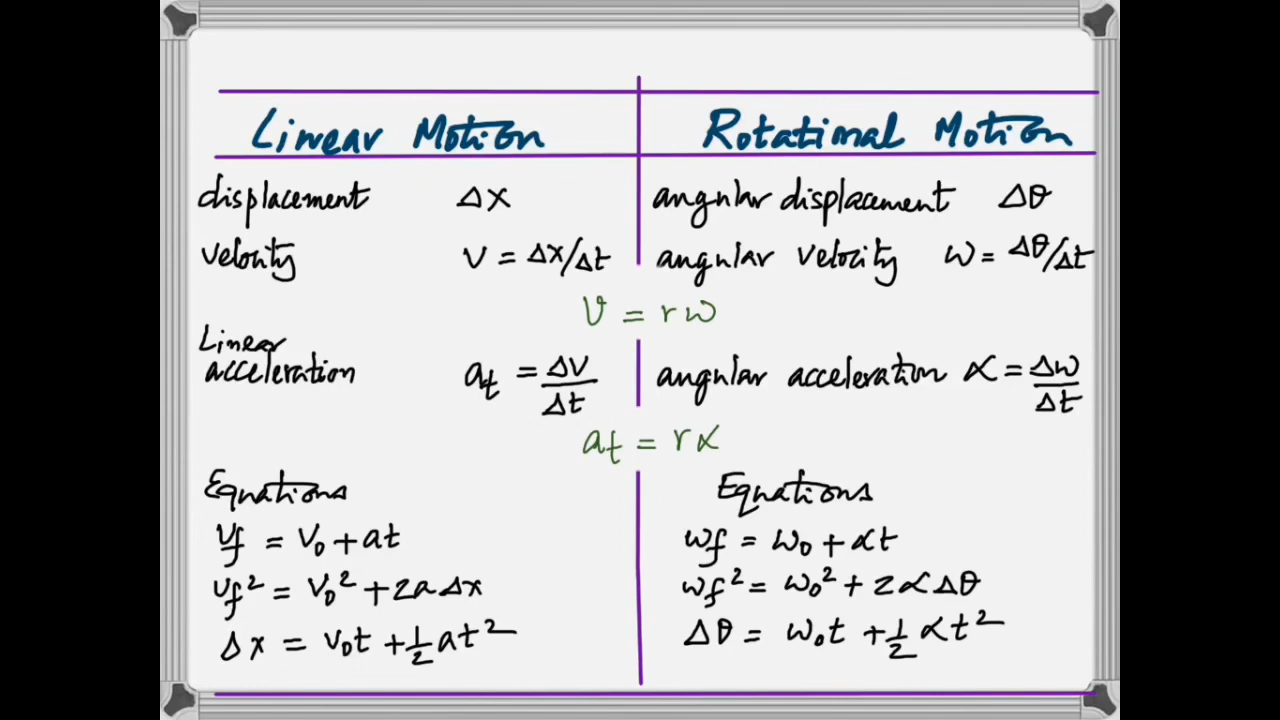 Linear Motion Rotational Motion
displacement Δx angular displacement Δθ
velocity v = Δx/Δt angular velocity ω = Δθ/Δt
v = rω
Linear
acceleration at = Δv/Δt angular acceleration α = Δω/Δt
at = rα
Equations Equations
vf = v0 + at ωf = ω0 + αt
vf² = v0² + 2aΔx ωf² = ω0² + 2αΔθ
Δx = v0t + ½at² Δθ = ω0t + ½αt²